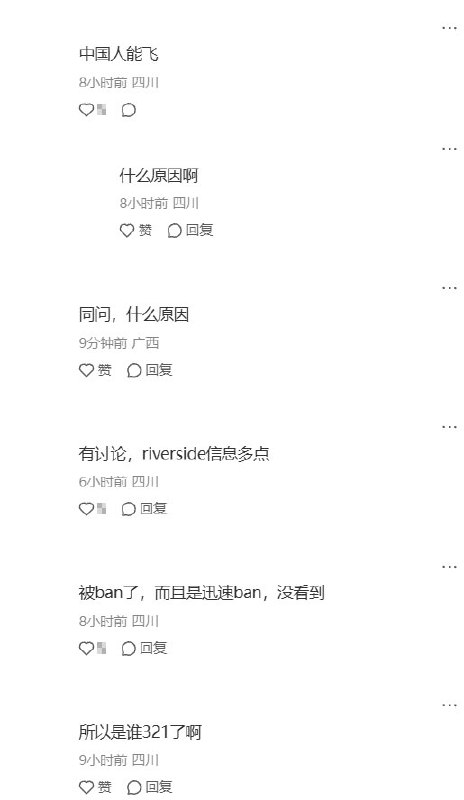 中国人能飞
8小时前 四川
什么原因啊
8小时前 四川
赞 回复
同问，什么原因
9分钟前 广西
赞 回复
有讨论，riverside信息多点
6小时前 四川
回复
被ban了，而且是迅速ban，没看到
8小时前 四川
回复
所以是谁321了啊
9小时前 四川
赞 回复